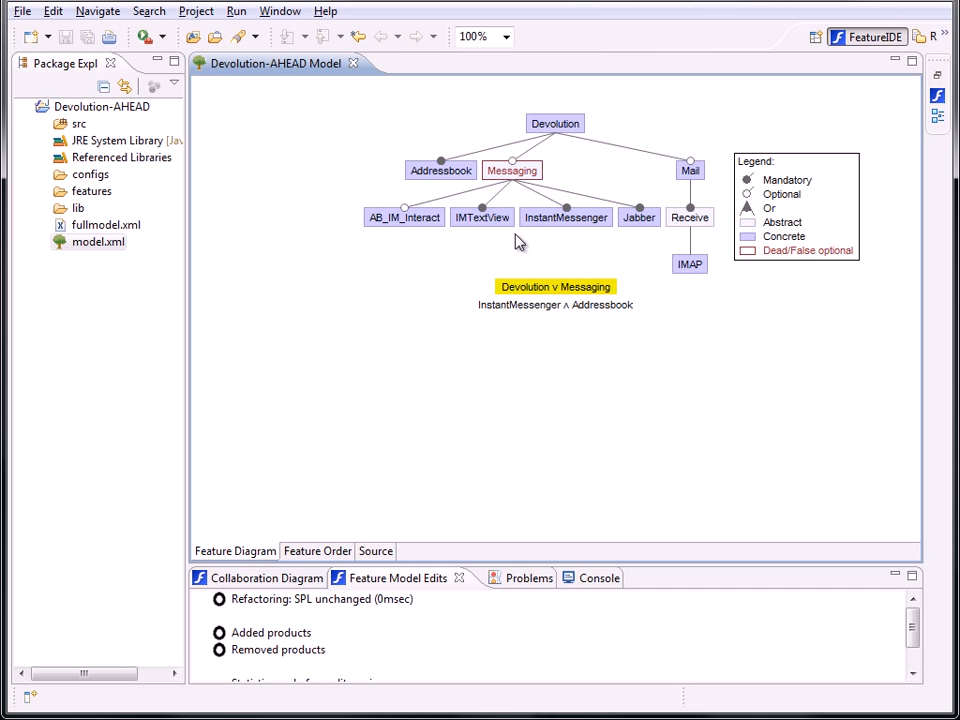 File Edit Navigate Search Project Run Window Help
100% FeatureIDE R
Package Expl
Devolution-AHEAD Model
Devolution-AHEAD
src
JRE System Library [Jav
Referenced Libraries
configs
features
lib
fullmodel.xml
model.xml
Devolution
Addressbook Messaging Mail
AB_IM_Interact IMTextView InstantMessenger Jabber Receive
IMAP
Devolution v Messaging
InstantMessenger ∧ Addressbook
Legend:
Mandatory
Optional
Or
Abstract
Concrete
Dead/False optional
Feature Diagram Feature Order Source
Collaboration Diagram Feature Model Edits Problems Console
Refactoring: SPL unchanged (0msec)
Added products
Removed products